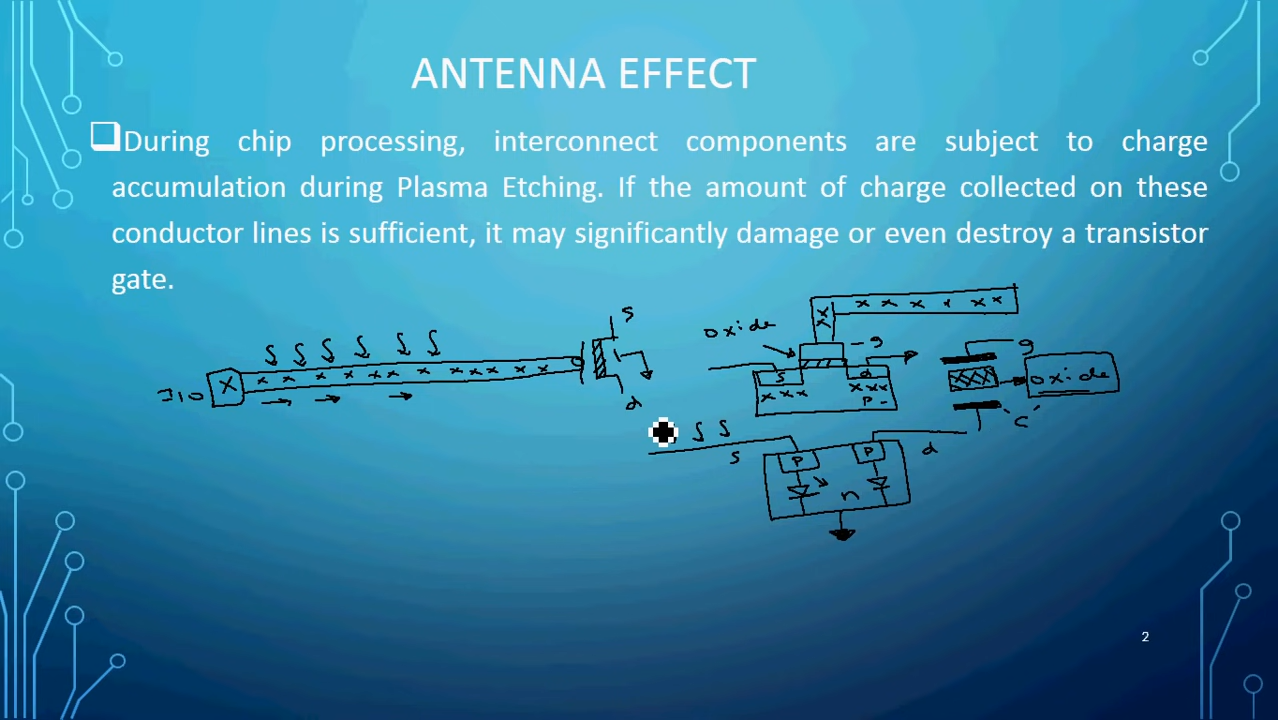 ANTENNA EFFECT
During chip processing, interconnect components are subject to charge
accumulation during Plasma Etching. If the amount of charge collected on these
conductor lines is sufficient, it may significantly damage or even destroy a transistor
gate.
s
oxide
g
g
s
d
oxide
d
P-
'c'
s
d
P
P
n
2